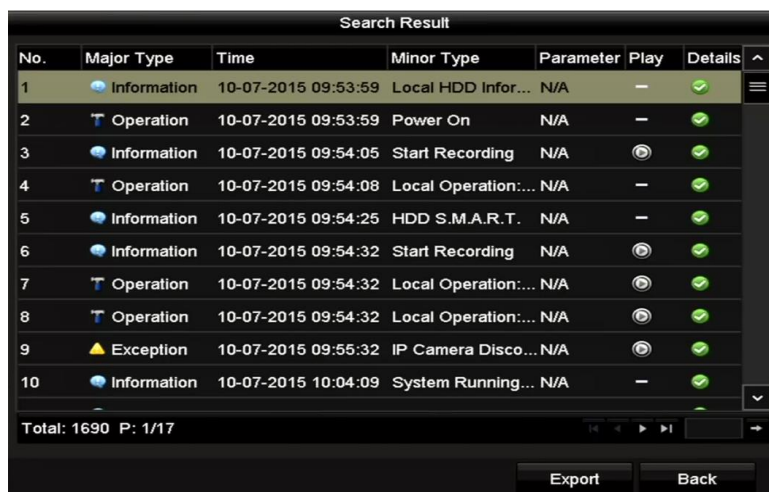 Search Result
No. Major Type Time Minor Type Parameter Play Details
1 Information 10-07-2015 09:53:59 Local HDD Infor... N/A –
2 Operation 10-07-2015 09:53:59 Power On N/A –
3 Information 10-07-2015 09:54:05 Start Recording N/A
4 Operation 10-07-2015 09:54:08 Local Operation:... N/A –
5 Information 10-07-2015 09:54:25 HDD S.M.A.R.T. N/A –
6 Information 10-07-2015 09:54:32 Start Recording N/A
7 Operation 10-07-2015 09:54:32 Local Operation:... N/A
8 Operation 10-07-2015 09:54:32 Local Operation:... N/A
9 Exception 10-07-2015 09:55:32 IP Camera Disco... N/A
10 Information 10-07-2015 10:04:09 System Running... N/A –
Total: 1690 P: 1/17
Export Back